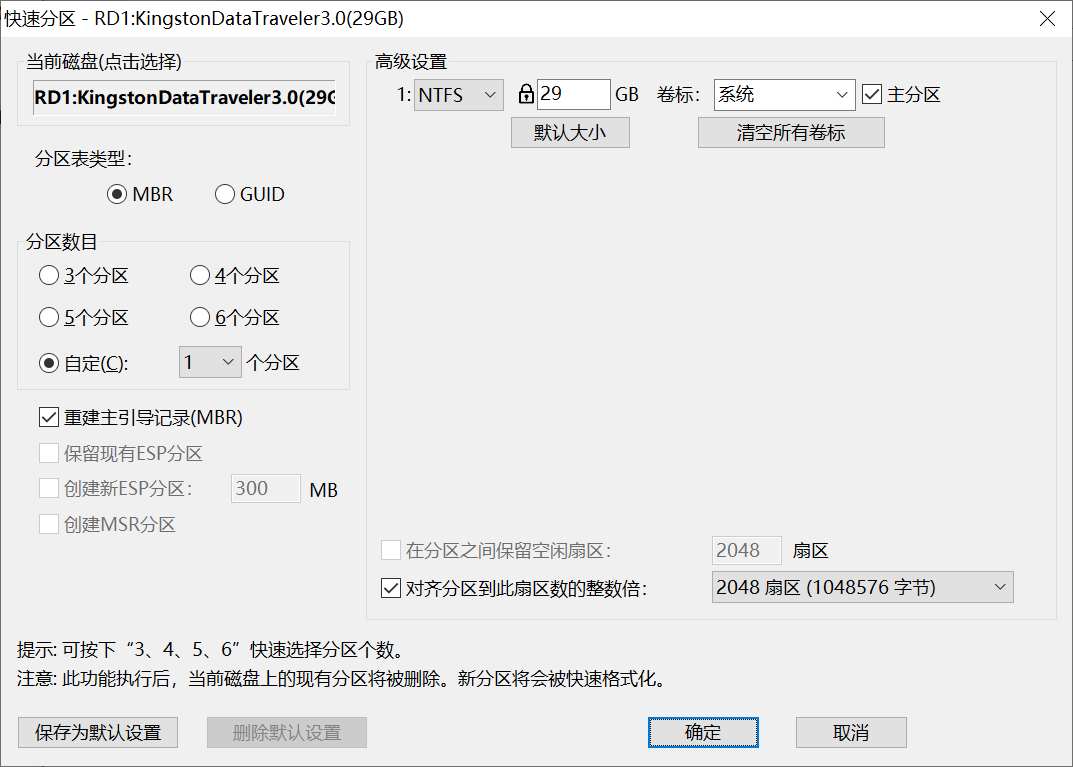 快速分区 - RD1:KingstonDataTraveler3.0(29GB)
当前磁盘(点击选择)
RD1:KingstonDataTraveler3.0(29G
分区表类型:
MBR GUID
分区数目
3个分区 4个分区
5个分区 6个分区
自定(C): 1 个分区
重建主引导记录(MBR)
保留现有ESP分区
创建新ESP分区: 300 MB
创建MSR分区
高级设置
1: NTFS 29 GB 卷标: 系统 主分区
默认大小 清空所有卷标
在分区之间保留空闲扇区: 2048 扇区
对齐分区到此扇区数的整数倍: 2048 扇区 (1048576 字节)
提示: 可按下“3、4、5、6”快速选择分区个数。
注意: 此功能执行后，当前磁盘上的现有分区将被删除。新分区将会被快速格式化。
保存为默认设置 删除默认设置 确定 取消